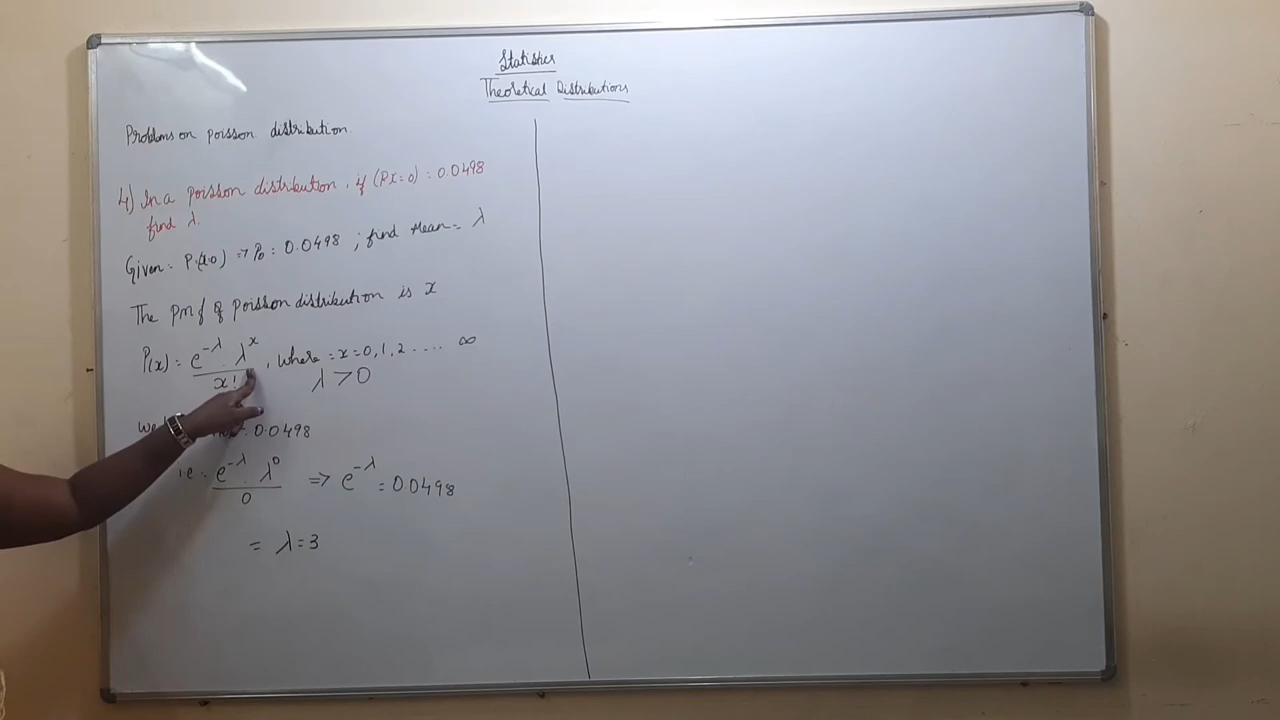 Statistics
Theoretical Distributions
Problems on poisson distribution.
4) In a poisson distribution, if (Px=0) = 0.0498
find λ.
Given = P(x=0) => P₀ = 0.0498 ; find Mean = λ
The pmf of poisson distribution is x
P(x) = e^-λ . λ^x / x! , where = x = 0, 1, 2 .... ∞
λ > 0
0.0498
i.e. e^-λ . λ^0 / 0 => e^-λ = 0.0498
= λ = 3